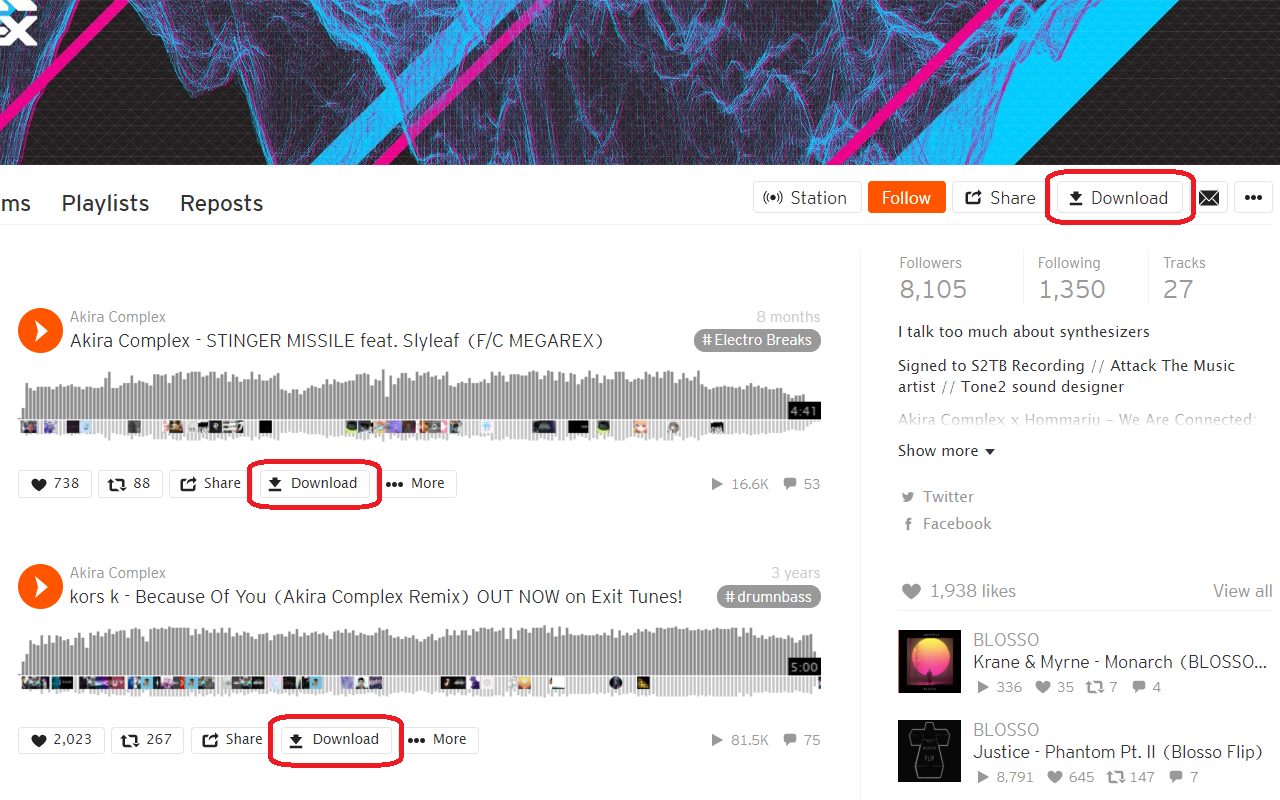 ms Playlists Reposts Station Follow Share Download •••
Followers Following Tracks
8,105 1,350 27
I talk too much about synthesizers
Signed to S2TB Recording // Attack The Music
artist // Tone2 sound designer
Akira Complex x Hommarju – We Are Connected:
Show more
Twitter
Facebook
Akira Complex 8 months
Akira Complex - STINGER MISSILE feat. Slyleaf (F/C MEGAREX) # Electro Breaks
4:41
738 88 Share Download ••• More 16.6K 53
Akira Complex 3 years
kors k - Because Of You (Akira Complex Remix) OUT NOW on Exit Tunes! # drumnbass
5:00
2,023 267 Share Download ••• More 81.5K 75
1,938 likes View all
BLOSSO
Krane & Myrne - Monarch (BLOSSO...
336 35 7 4
BLOSSO
Justice - Phantom Pt. II (Blosso Flip)
8,791 645 147 7